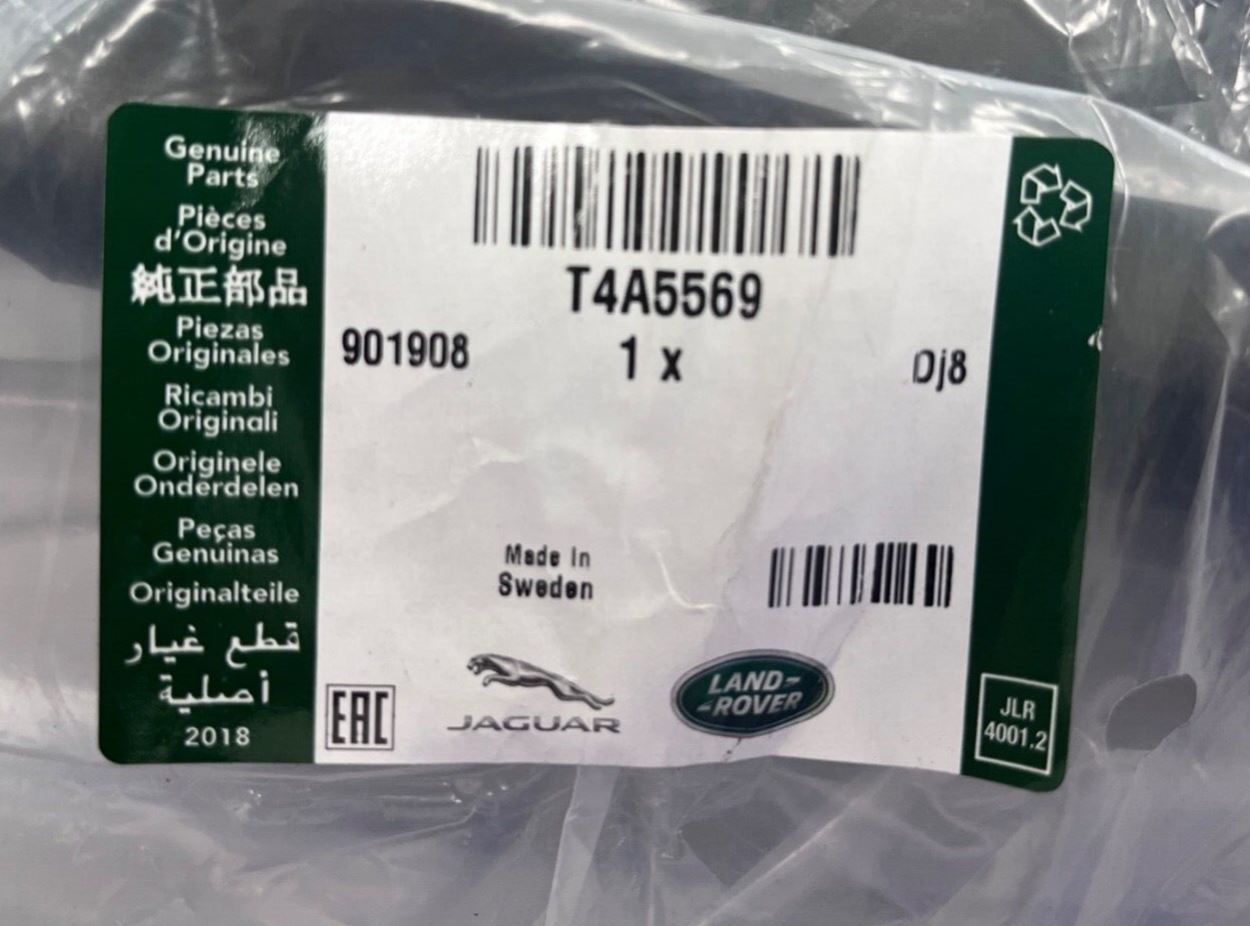 Genuine
Parts
Pièces
d'Origine
純正部品
Piezas
Originales
Ricambi
Originali
Originele
Onderdelen
Peças
Genuinas
Originalteile
قطع غيار
أصلية
2018
T4A5569
901908
1 x
Dj8
Made In
Sweden
EAC
JAGUAR
LAND-
-ROVER
JLR
4001.2